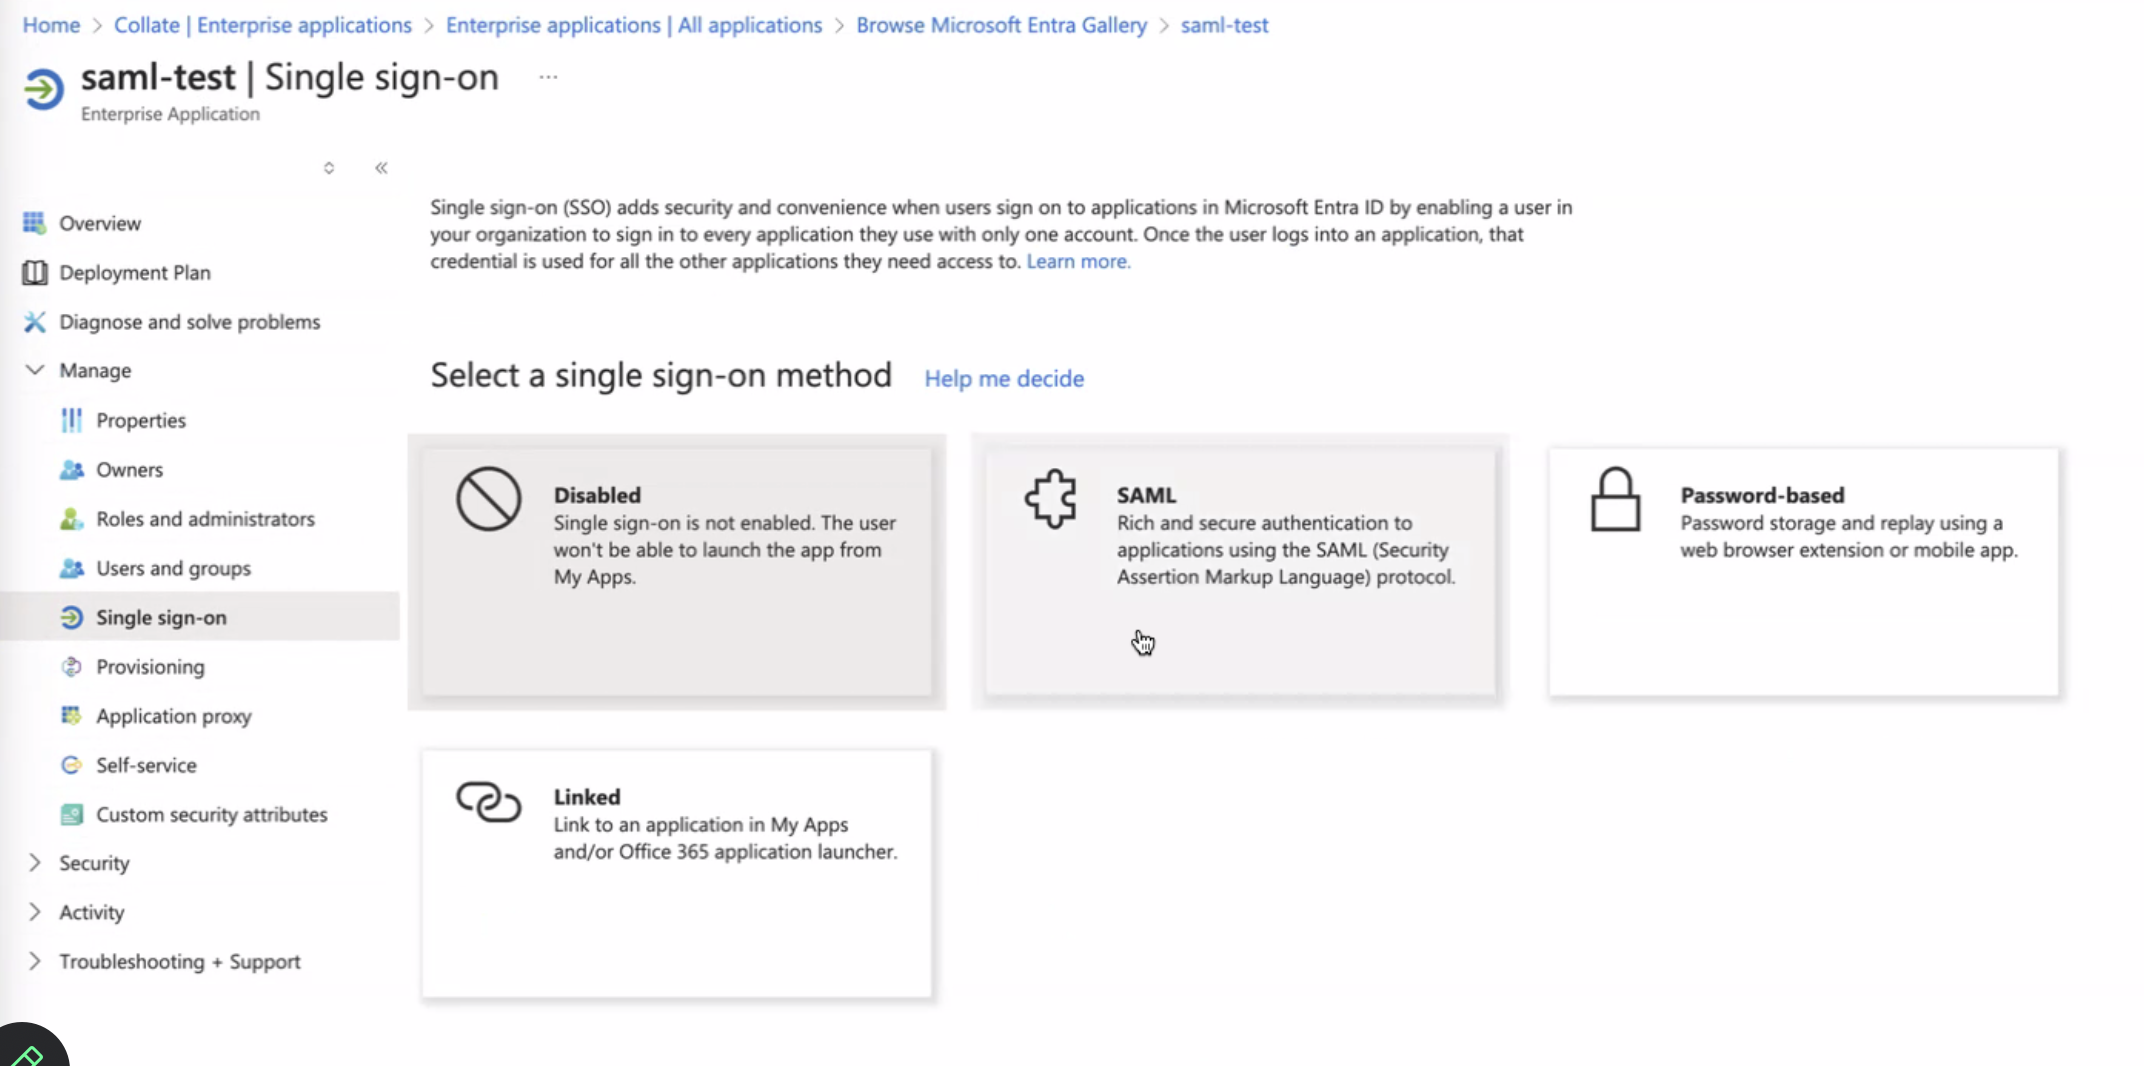 Home > Collate | Enterprise applications > Enterprise applications | All applications > Browse Microsoft Entra Gallery > saml-test
saml-test | Single sign-on ...
Enterprise Application
Overview
Deployment Plan
Diagnose and solve problems
Manage
Properties
Owners
Roles and administrators
Users and groups
Single sign-on
Provisioning
Application proxy
Self-service
Custom security attributes
Security
Activity
Troubleshooting + Support
Single sign-on (SSO) adds security and convenience when users sign on to applications in Microsoft Entra ID by enabling a user in
your organization to sign in to every application they use with only one account. Once the user logs into an application, that
credential is used for all the other applications they need access to. Learn more.
Select a single sign-on method Help me decide
Disabled
Single sign-on is not enabled. The user
won't be able to launch the app from
My Apps.
SAML
Rich and secure authentication to
applications using the SAML (Security
Assertion Markup Language) protocol.
Password-based
Password storage and replay using a
web browser extension or mobile app.
Linked
Link to an application in My Apps
and/or Office 365 application launcher.